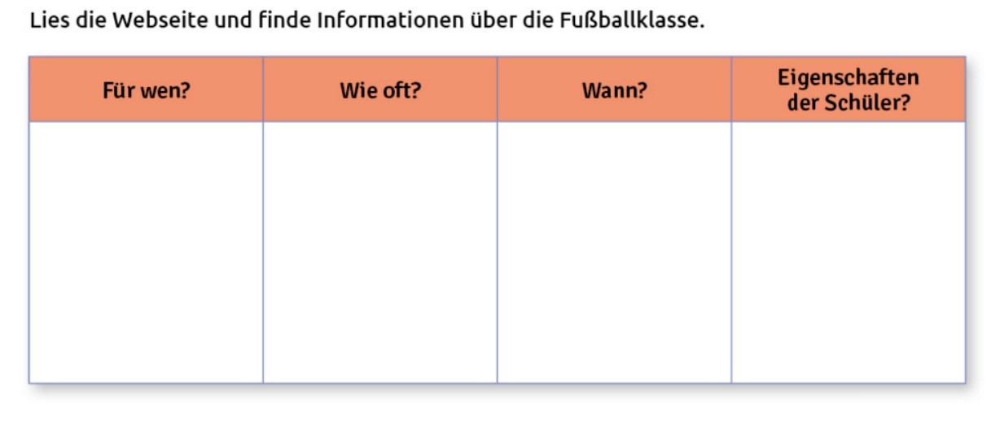 Lies die Webseite und finde Informationen über die Fußballklasse.
Für wen?
Wie oft?
Wann?
Eigenschaften
der Schüler?